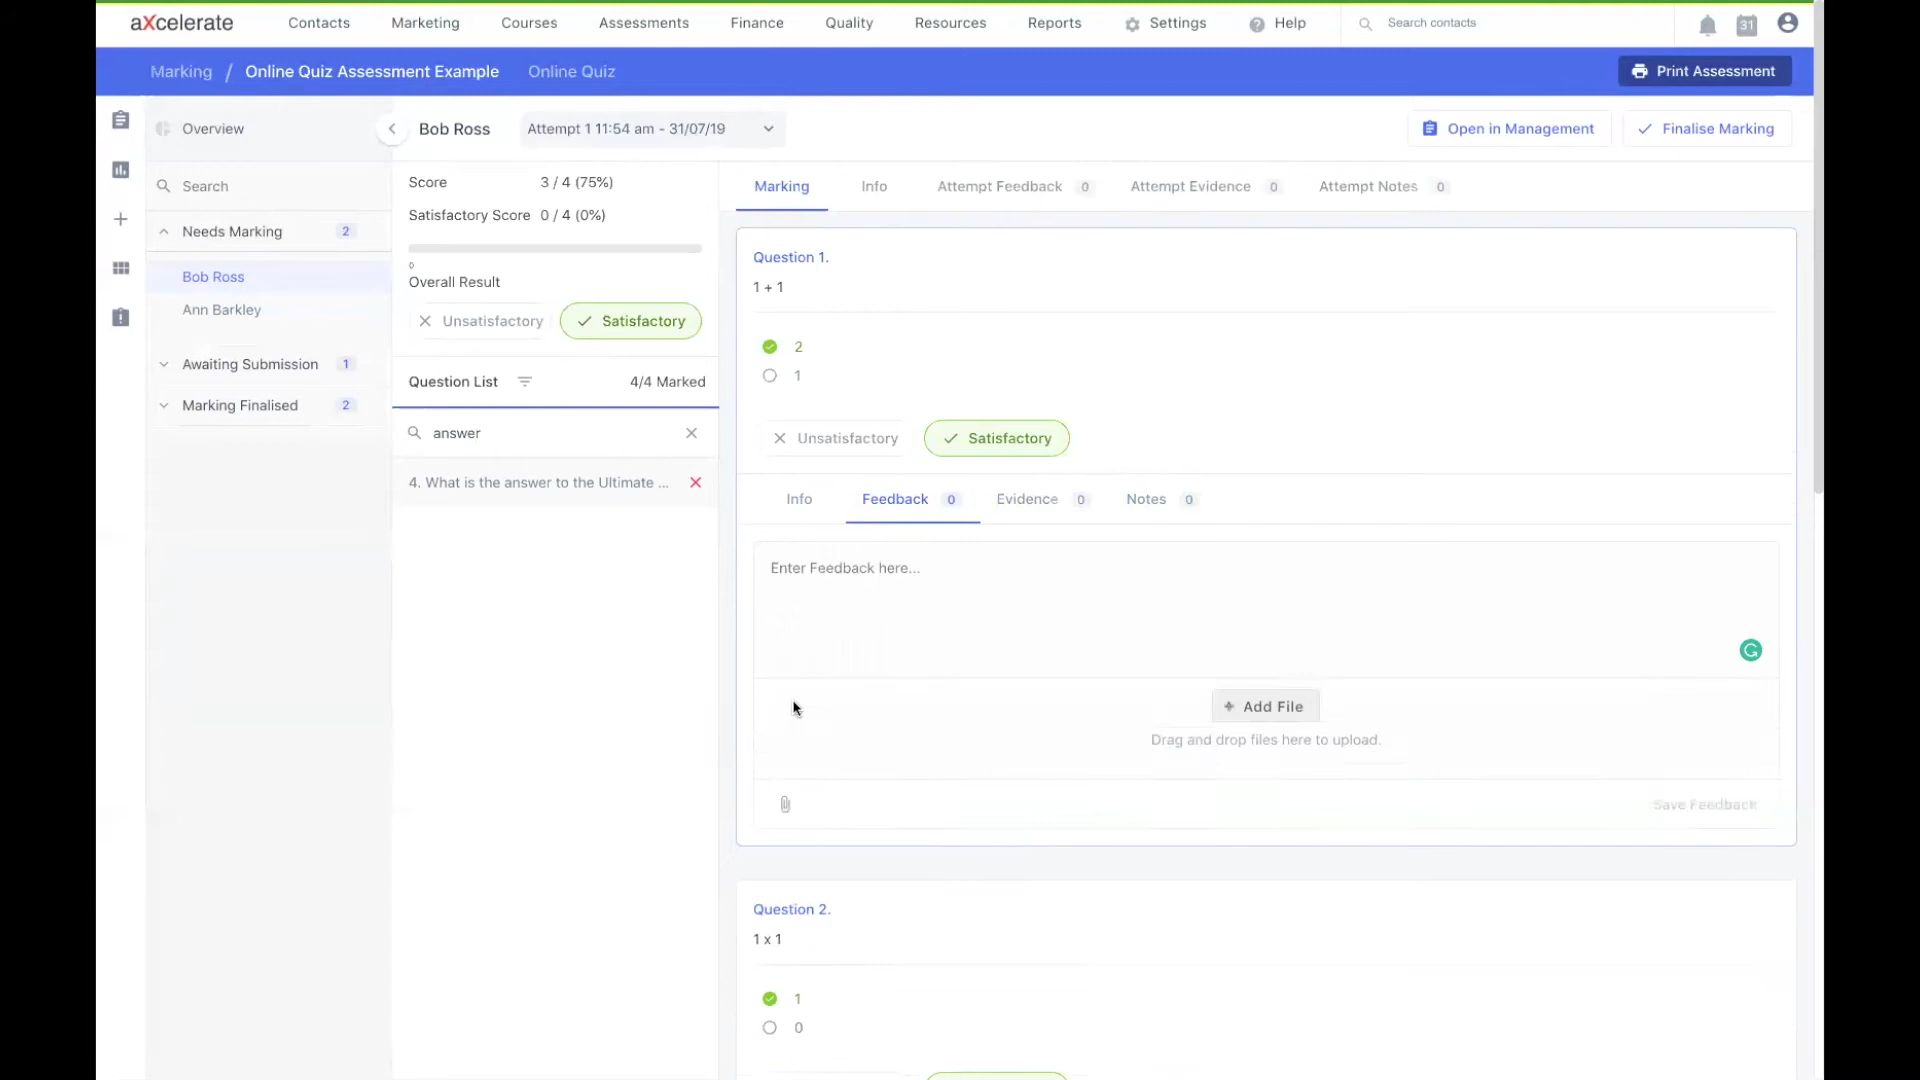 aXcelerate
Contacts
Marketing
Courses
Assessments
Finance
Quality
Resources
Reports
Settings
Help
Search contacts
31
Marking / Online Quiz Assessment Example Online Quiz
Print Assessment
Overview
Bob Ross
Attempt 1 11:54 am - 31/07/19
Open in Management
Finalise Marking
Search
Needs Marking 2
Bob Ross
Ann Barkley
Awaiting Submission 1
Marking Finalised 2
Score 3 / 4 (75%)
Satisfactory Score 0 / 4 (0%)
0
Overall Result
Unsatisfactory
Satisfactory
Question List
4/4 Marked
answer
4. What is the answer to the Ultimate ...
Marking
Info
Attempt Feedback 0
Attempt Evidence 0
Attempt Notes 0
Question 1.
1 + 1
2
1
Unsatisfactory
Satisfactory
Info
Feedback 0
Evidence 0
Notes 0
Enter Feedback here...
+ Add File
Drag and drop files here to upload.
Save Feedback
Question 2.
1 x 1
1
0